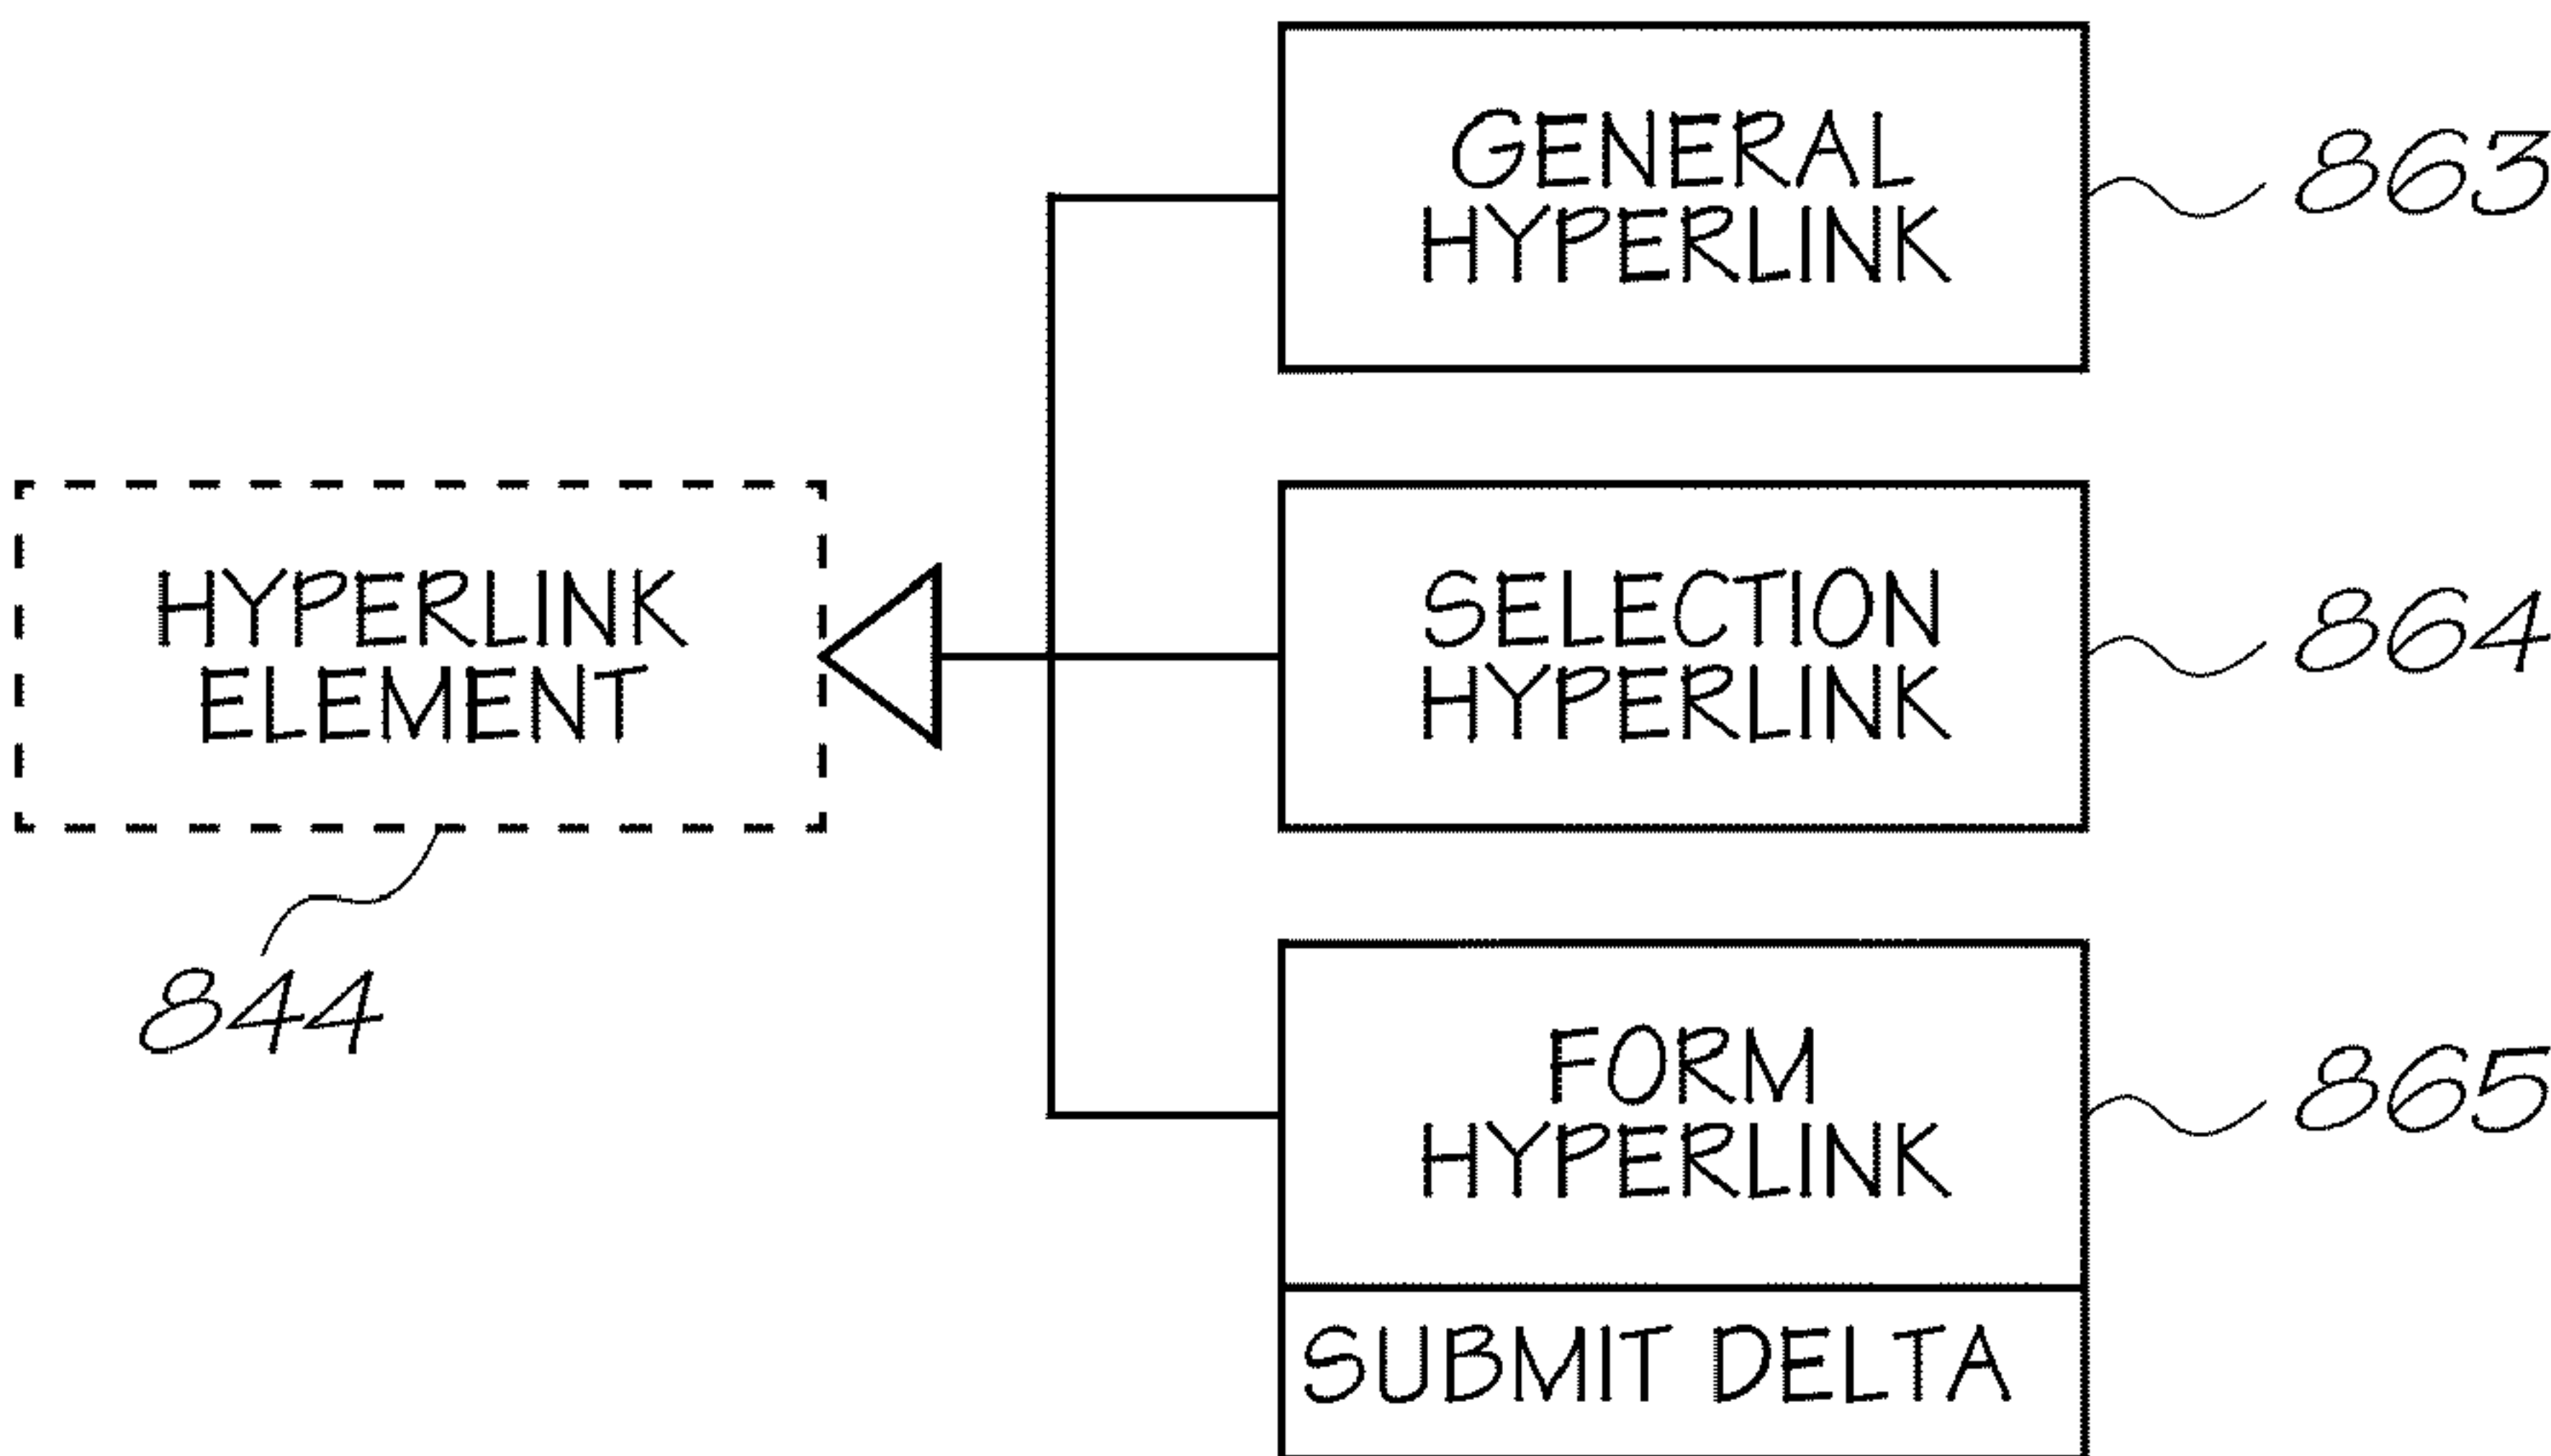 GENERAL
HYPERLINK
863
HYPERLINK
ELEMENT
844
SELECTION
HYPERLINK
864
FORM
HYPERLINK
865
SUBMIT DELTA